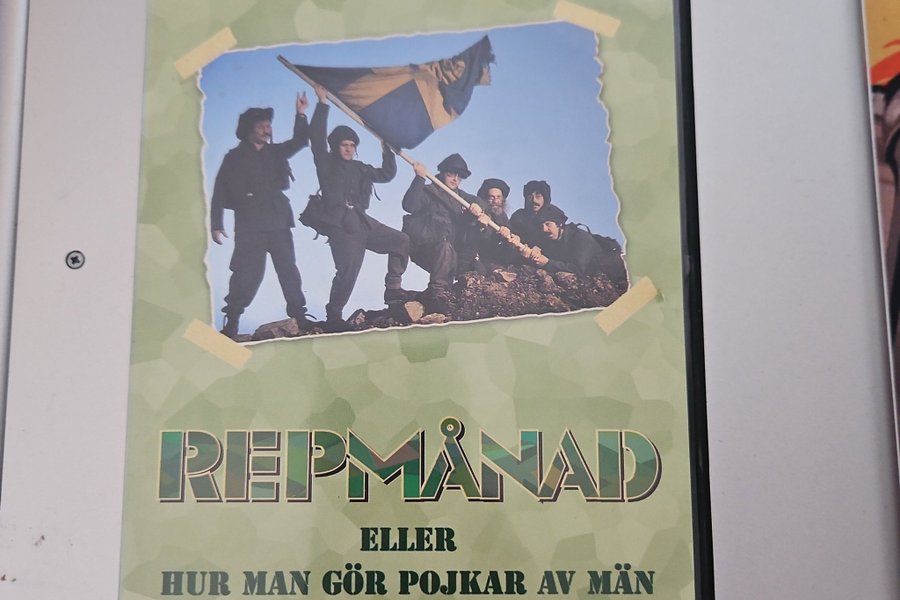 REPMÅNAD
ELLER
HUR MAN GÖR POJKAR AV MÄN